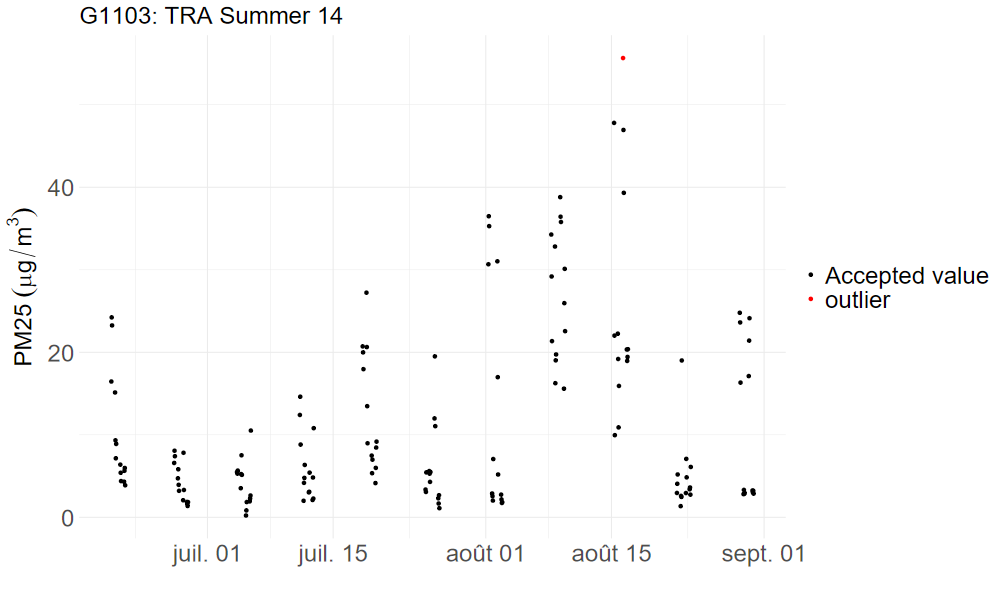 G1103: TRA Summer 14
PM25 (μg/m³)
40
20
0
juil. 01
juil. 15
août 01
août 15
sept. 01
Accepted value
outlier